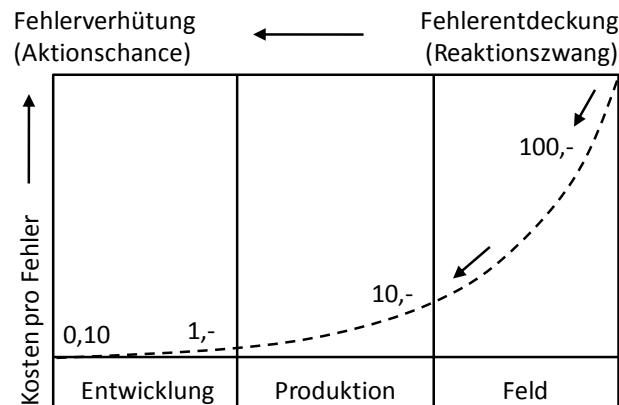 Fehlerverhütung
(Aktionschance)
Fehlerentdeckung
(Reaktionszwang)
Kosten pro Fehler
100,-
10,-
1,-
0,10
Entwicklung
Produktion
Feld